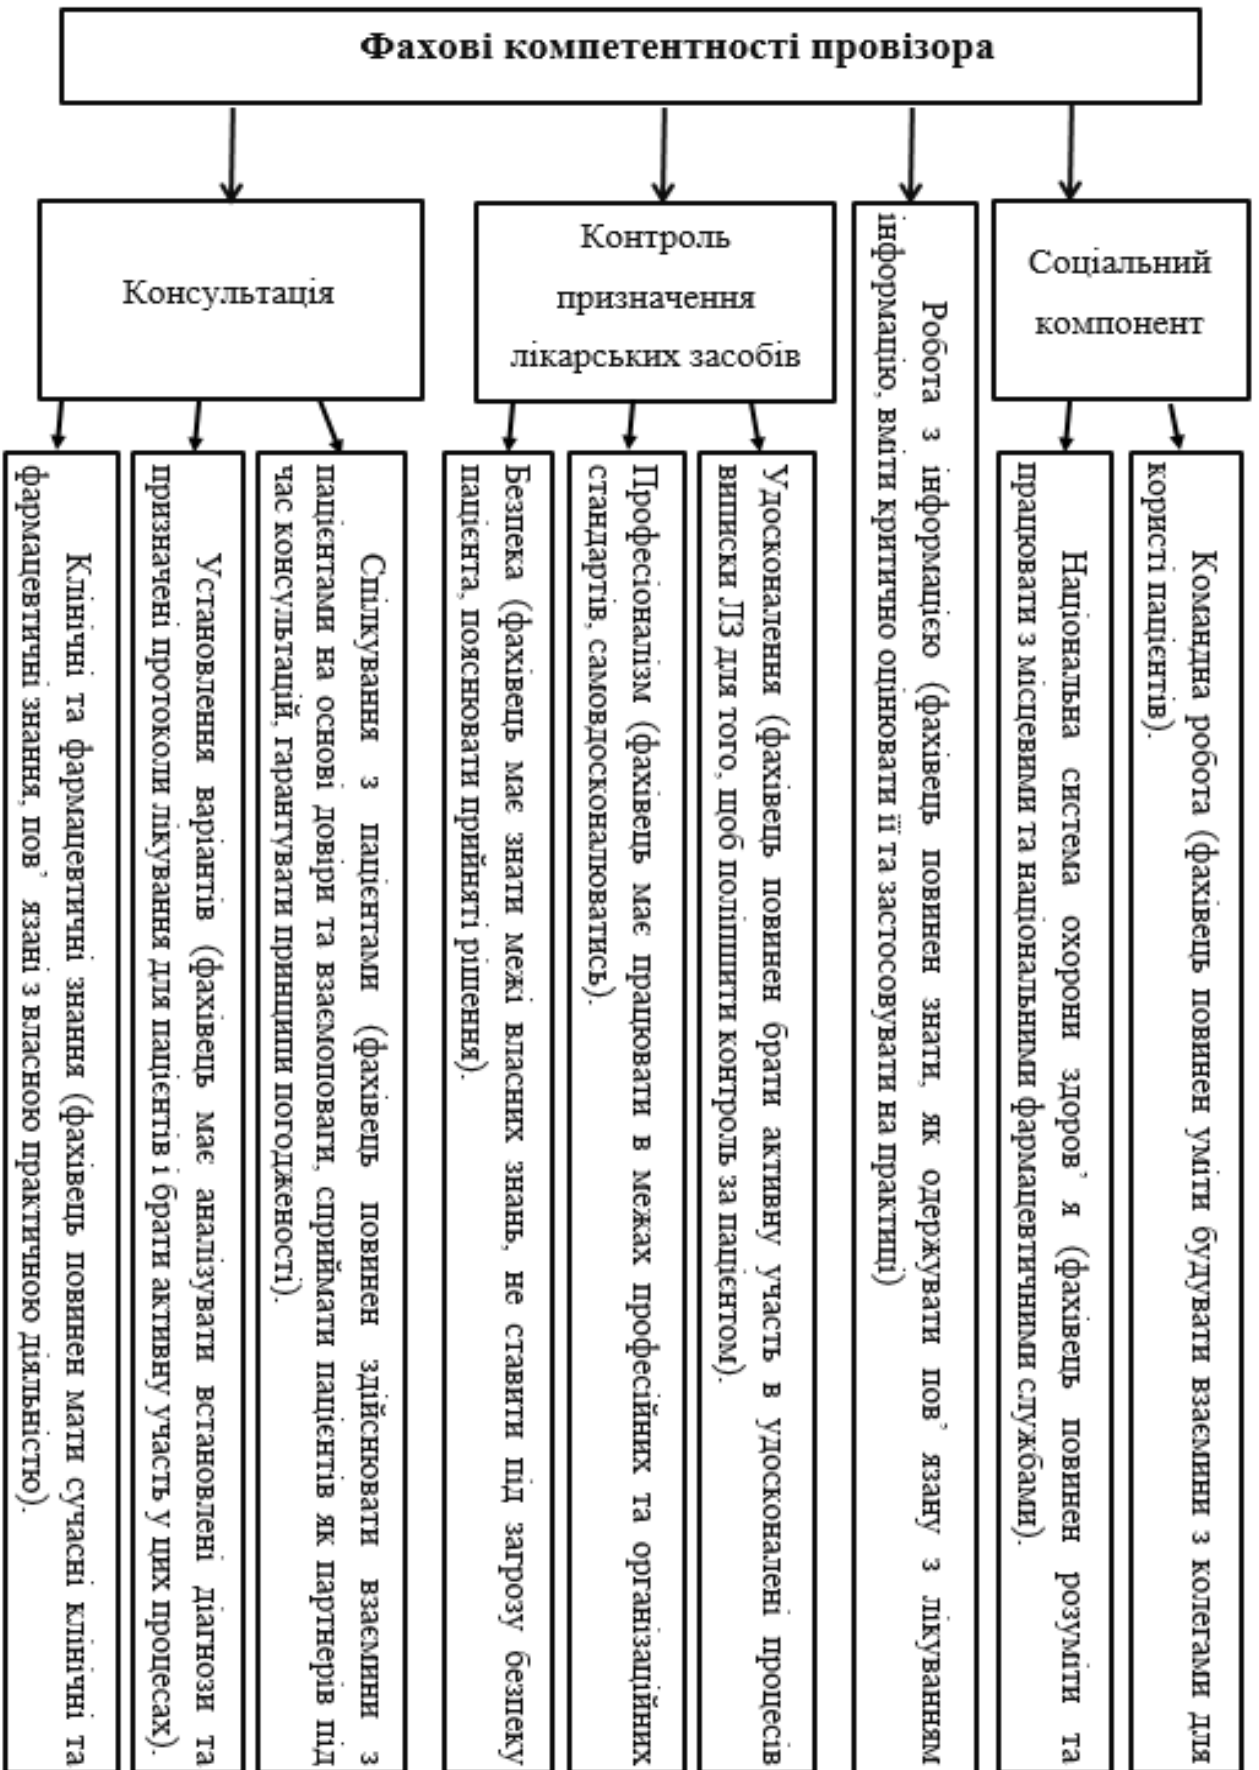 Фахові компетентності провізора
Консультація
Контроль
призначення
лікарських засобів
Робота з інформацією (фахівець повинен знати, як одержувати пов’ язану з лікуванням
інформацію, вміти критично оцінювати її та застосовувати на практиці)
Соціальний
компонент
Клінічні та фармацевтичні знання (фахівець повинен мати сучасні клінічні та
фармацевтичні знання, пов’ язані з власною практичною діяльністю).
Установлення варіантів (фахівець має аналізувати встановлені діагнози та
призначені протоколи лікування для пацієнтів і брати активну участь у цих процесах).
Спілкування з пацієнтами (фахівець повинен здійснювати взаємини з
пацієнтами на основі довіри та взаємоповаги, сприймати пацієнтів як партнерів під
час консультацій, гарантувати принципи погодженості).
Безпека (фахівець має знати межі власних знань, не ставити під загрозу безпеку
пацієнта, пояснювати прийняті рішення).
Професіоналізм (фахівець має працювати в межах професійних та організаційних
стандартів, самовдосконалюватись).
Удосконалення (фахівець повинен брати активну участь в удосконалені процесів
виписки ЛЗ для того, щоб поліпшити контроль за пацієнтом).
Національна система охорони здоров’ я (фахівець повинен розуміти та
працювати з місцевими та національними фармацевтичними службами).
Командна робота (фахівець повинен уміти будувати взаємини з колегами для
користі пацієнтів).